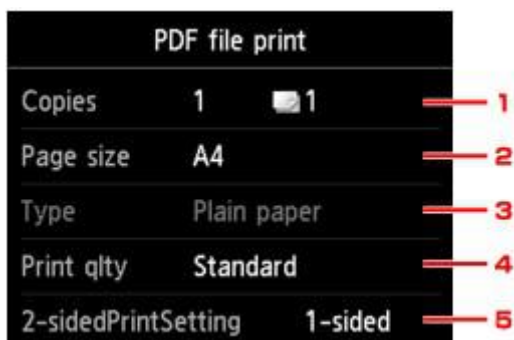 PDF file print
Copies 1 1 1
Page size A4 2
Type Plain paper 3
Print qlty Standard 4
2-sidedPrintSetting 1-sided 5